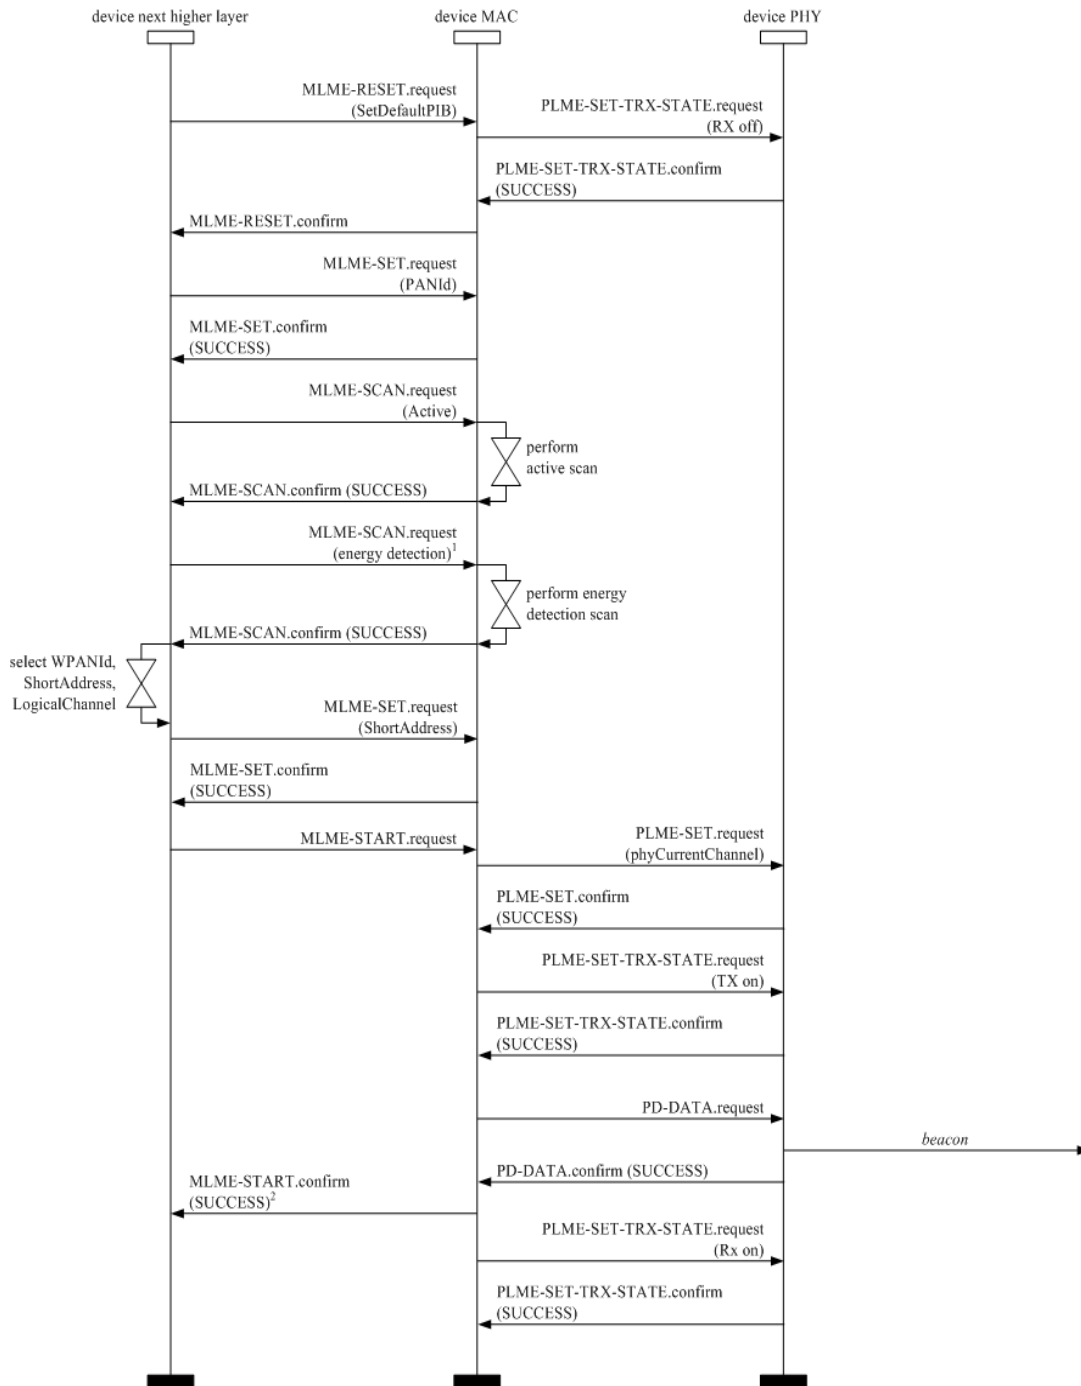 device next higher layer
device MAC
device PHY
MLME-RESET.request
(SetDefaultPIB)
PLME-SET-TRX-STATE.request
(RX off)
PLME-SET-TRX-STATE.confirm
(SUCCESS)
MLME-RESET.confirm
MLME-SET.request
(PANId)
MLME-SET.confirm
(SUCCESS)
MLME-SCAN.request
(Active)
perform
active scan
MLME-SCAN.confirm (SUCCESS)
MLME-SCAN.request
(energy detection)1
perform energy
detection scan
MLME-SCAN.confirm (SUCCESS)
select WPANId,
ShortAddress,
LogicalChannel
MLME-SET.request
(ShortAddress)
MLME-SET.confirm
(SUCCESS)
MLME-START.request
PLME-SET.request
(phyCurrentChannel)
PLME-SET.confirm
(SUCCESS)
PLME-SET-TRX-STATE.request
(TX on)
PLME-SET-TRX-STATE.confirm
(SUCCESS)
PD-DATA.request
beacon
PD-DATA.confirm (SUCCESS)
MLME-START.confirm
(SUCCESS)2
PLME-SET-TRX-STATE.request
(Rx on)
PLME-SET-TRX-STATE.confirm
(SUCCESS)